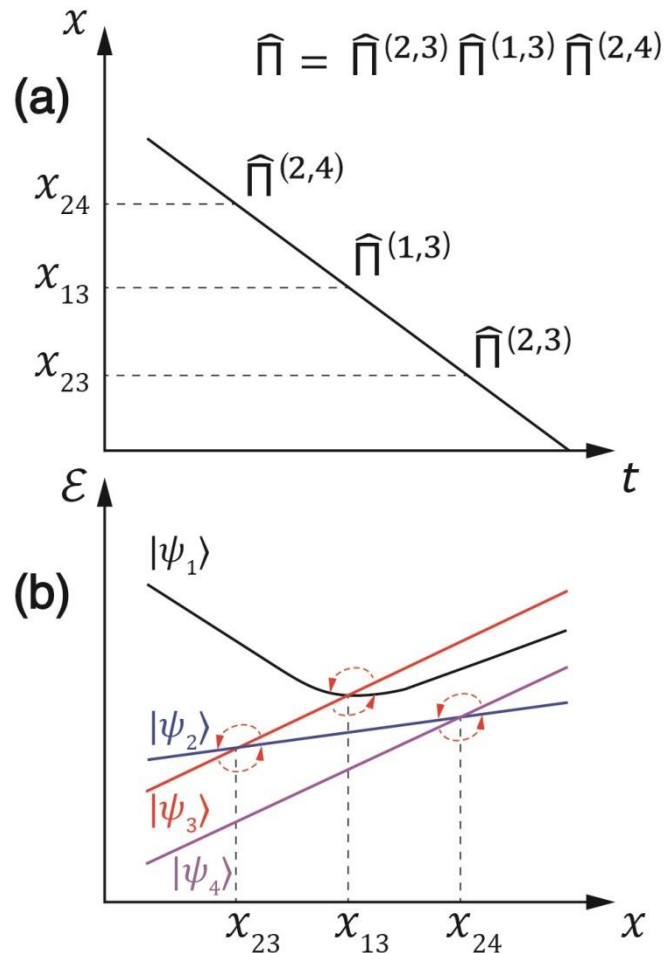 x
Π̂ = Π̂^(2,3) Π̂^(1,3) Π̂^(2,4)
(a)
Π̂^(2,4)
x_24
Π̂^(1,3)
x_13
Π̂^(2,3)
x_23
t
ℰ
|ψ_1⟩
(b)
|ψ_2⟩
|ψ_3⟩
|ψ_4⟩
x_23 x_13 x_24 x